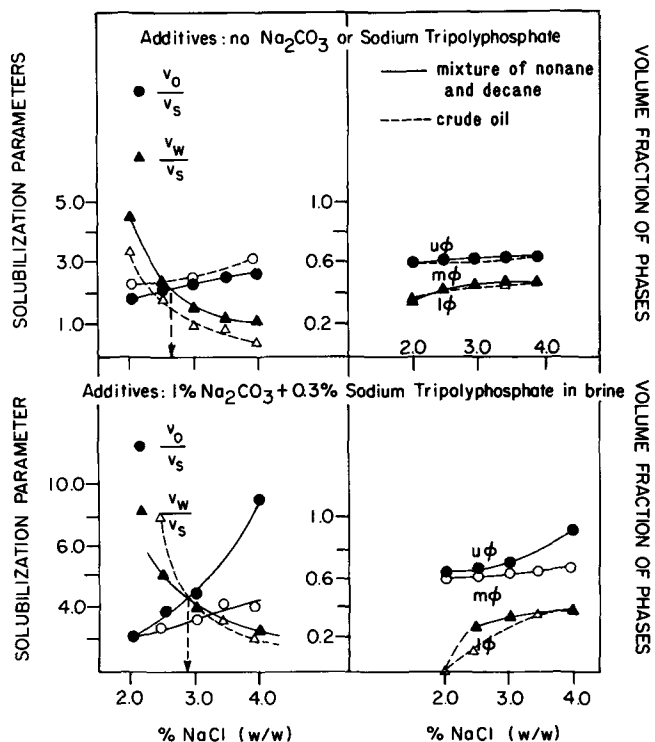 Additives: no Na2CO3 or Sodium Tripolyphosphate
SOLUBILIZATION PARAMETERS
VOLUME FRACTION OF PHASES
Vo
Vs
Vw
Vs
mixture of nonane
and decane
crude oil
5.0
3.0
1.0
1.0
0.6
0.2
uφ
mφ
lφ
2.0 3.0 4.0
Additives: 1% Na2CO3 + 0.3% Sodium Tripolyphosphate in brine
SOLUBILIZATION PARAMETER
VOLUME FRACTION OF PHASES
Vo
Vs
Vw
Vs
10.0
6.0
4.0
1.0
0.6
0.2
uφ
mφ
lφ
2.0 3.0 4.0
2.0 3.0 4.0
% NaCl (w/w)
% NaCl (w/w)